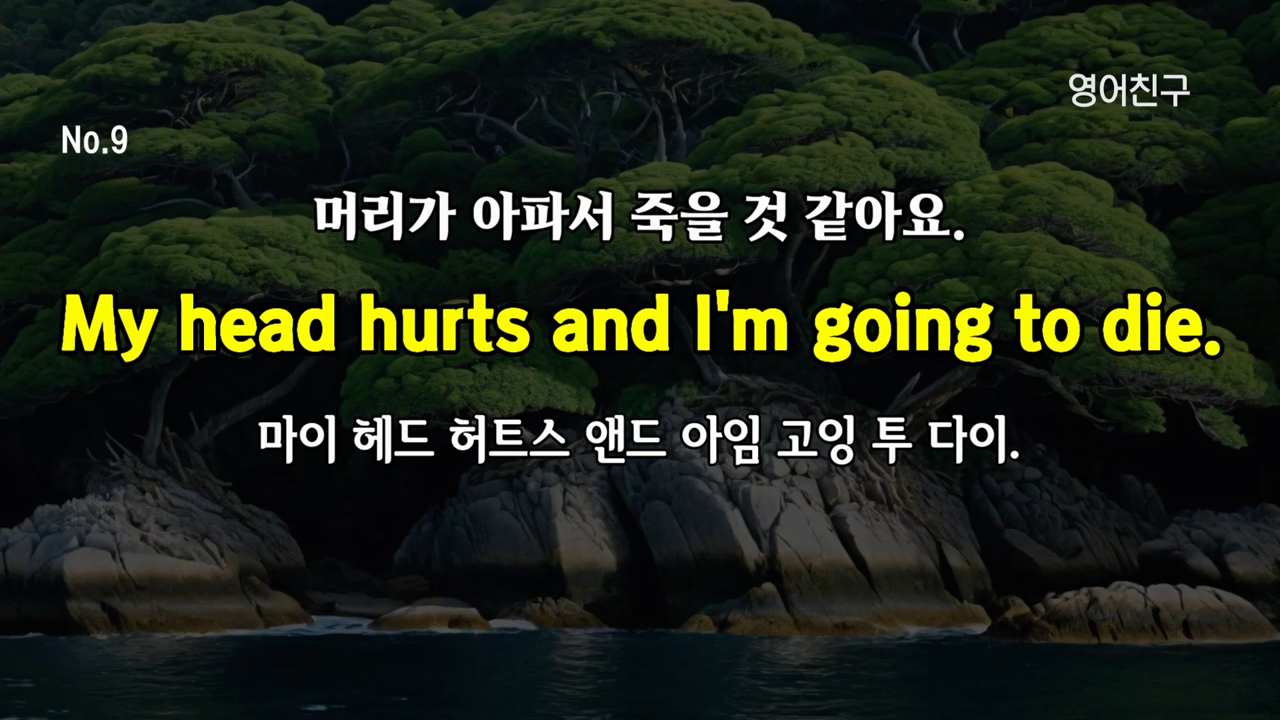 영어친구
No.9
머리가 아파서 죽을 것 같아요.
My head hurts and I'm going to die.
마이 헤드 허트스 앤드 아임 고잉 투 다이.